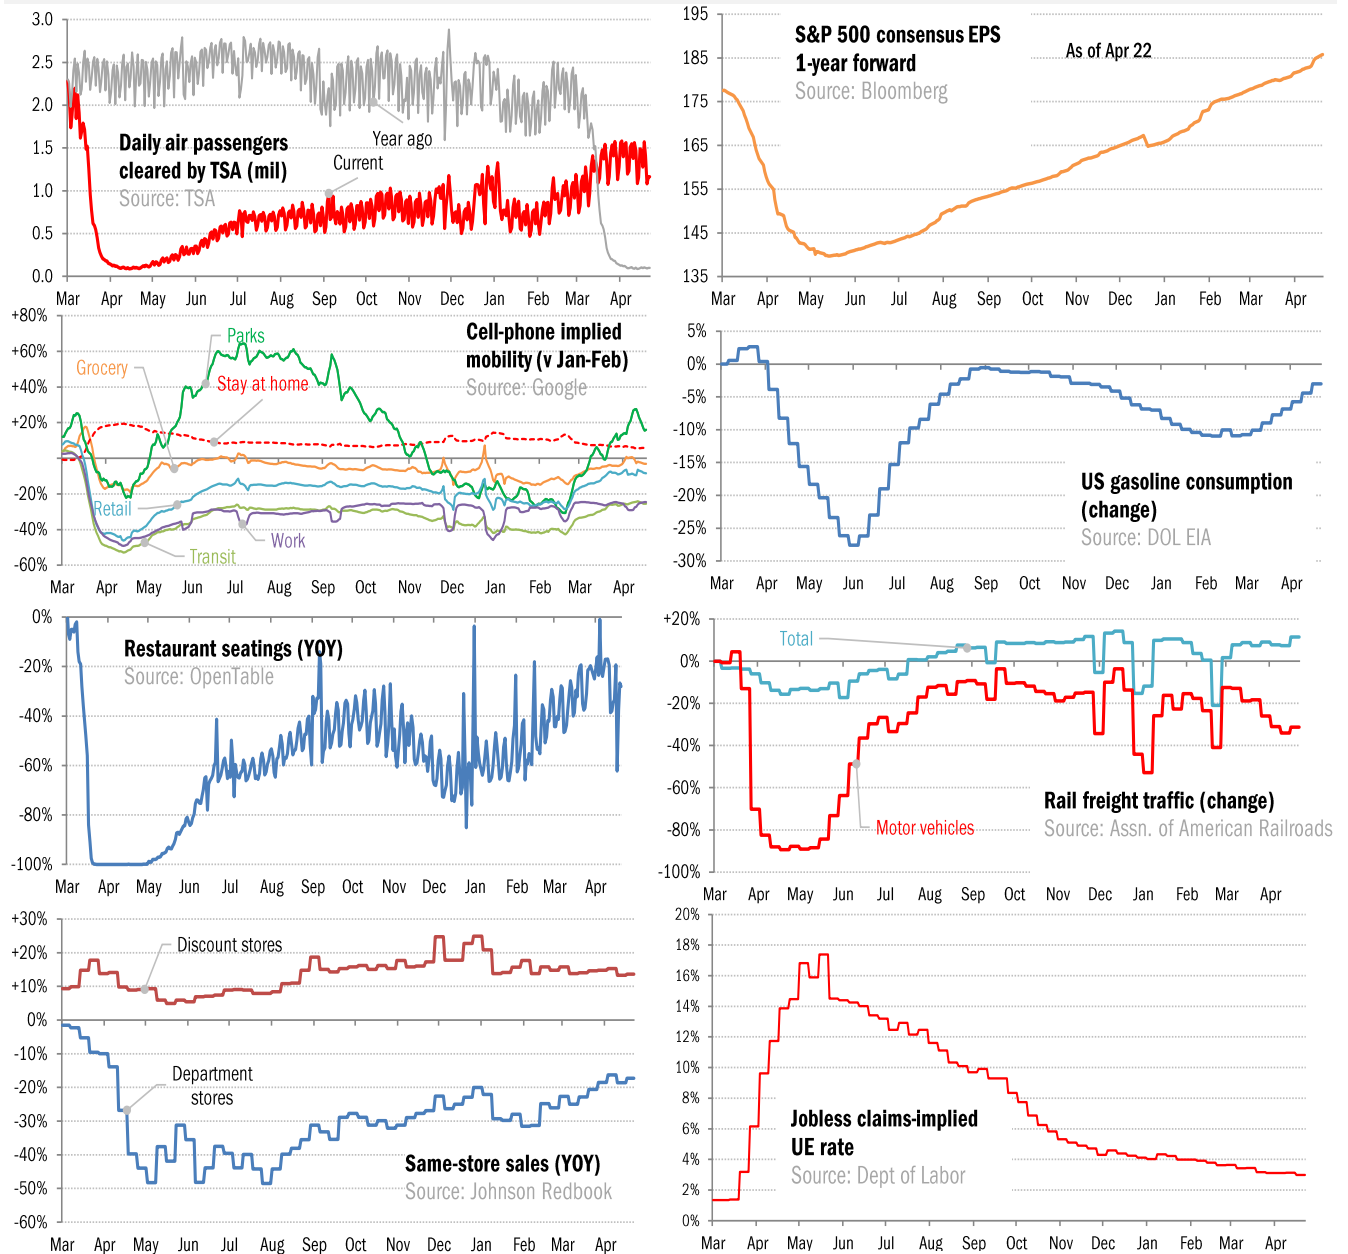 3.0
2.5
2.0
1.5
1.0
0.5
0.0
Daily air passengers
cleared by TSA (mil)
Source: TSA
Year ago
Current
Mar Apr May Jun Jul Aug Sep Oct Nov Dec Jan Feb Mar Apr
195
185
175
165
155
145
135
S&P 500 consensus EPS
1-year forward
Source: Bloomberg
As of Apr 22
Mar Apr May Jun Jul Aug Sep Oct Nov Dec Jan Feb Mar Apr
+80%
+60%
+40%
+20%
-20%
-40%
-60%
Cell-phone implied
mobility (v Jan-Feb)
Source: Google
Parks
Grocery
Stay at home
Retail
Work
Transit
Mar Apr May Jun Jul Aug Sep Oct Nov Dec Jan Feb Mar Apr
5%
0%
-5%
-10%
-15%
-20%
-25%
-30%
US gasoline consumption
(change)
Source: DOL EIA
Mar Apr May Jun Jul Aug Sep Oct Nov Dec Jan Feb Mar Apr
0%
-20%
-40%
-60%
-80%
-100%
Restaurant seatings (YOY)
Source: OpenTable
Mar Apr May Jun Jul Aug Sep Oct Nov Dec Jan Feb Mar Apr
+20%
0%
-20%
-40%
-60%
-80%
-100%
Total
Motor vehicles
Rail freight traffic (change)
Source: Assn. of American Railroads
Mar Apr May Jun Jul Aug Sep Oct Nov Dec Jan Feb Mar Apr
+30%
+20%
+10%
0%
-10%
-20%
-30%
-40%
-50%
-60%
Discount stores
Department
stores
Same-store sales (YOY)
Source: Johnson Redbook
Mar Apr May Jun Jul Aug Sep Oct Nov Dec Jan Feb Mar Apr
20%
18%
16%
14%
12%
10%
8%
6%
4%
2%
0%
Jobless claims-implied
UE rate
Source: Dept of Labor
Mar Apr May Jun Jul Aug Sep Oct Nov Dec Jan Feb Mar Apr